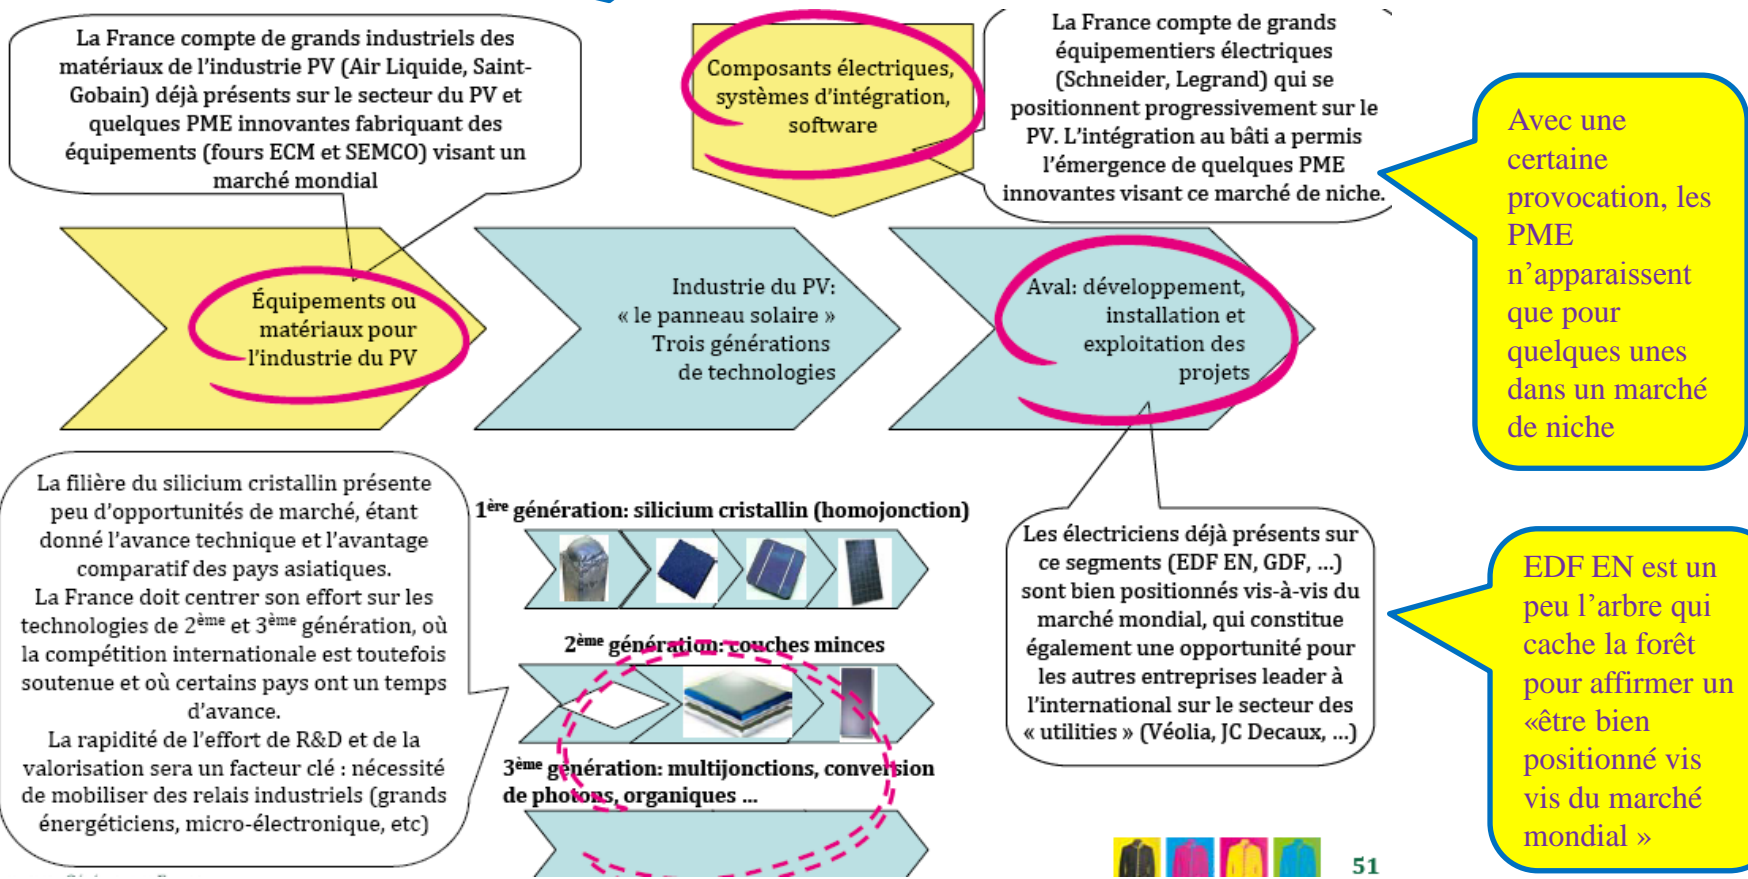 La France compte de grands industriels des
matériaux de l'industrie PV (Air Liquide, Saint-
Gobain) déjà présents sur le secteur du PV et
quelques PME innovantes fabriquant des
équipements (fours ECM et SEMCO) visant un
marché mondial
Composants électriques,
systèmes d'intégration,
software
La France compte de grands
équipementiers électriques
(Schneider, Legrand) qui se
positionnent progressivement sur le
PV. L'intégration au bâti a permis
l'émergence de quelques PME
innovantes visant ce marché de niche.
Avec une
certaine
provocation, les
PME
n'apparaissent
que pour
quelques unes
dans un marché
de niche
Équipements ou
matériaux pour
l'industrie du PV
Industrie du PV:
« le panneau solaire »
Trois générations
de technologies
Aval: développement,
installation et
exploitation des
projets
La filière du silicium cristallin présente
peu d'opportunités de marché, étant
donné l'avance technique et l'avantage
comparatif des pays asiatiques.
La France doit centrer son effort sur les
technologies de 2ème et 3ème génération, où
la compétition internationale est toutefois
soutenue et où certains pays ont un temps
d'avance.
La rapidité de l'effort de R&D et de la
valorisation sera un facteur clé : nécessité
de mobiliser des relais industriels (grands
énergéticiens, micro-électronique, etc)
1ère génération: silicium cristallin (homojonction)
2ème génération: couches minces
3ème génération: multijonctions, conversion
de photons, organiques ...
Les électriciens déjà présents sur
ce segments (EDF EN, GDF, ...)
sont bien positionnés vis-à-vis du
marché mondial, qui constitue
également une opportunité pour
les autres entreprises leader à
l'international sur le secteur des
« utilities » (Véolia, JC Decaux, ...)
EDF EN est un
peu l'arbre qui
cache la forêt
pour affirmer un
«être bien
positionné vis
vis du marché
mondial »
51